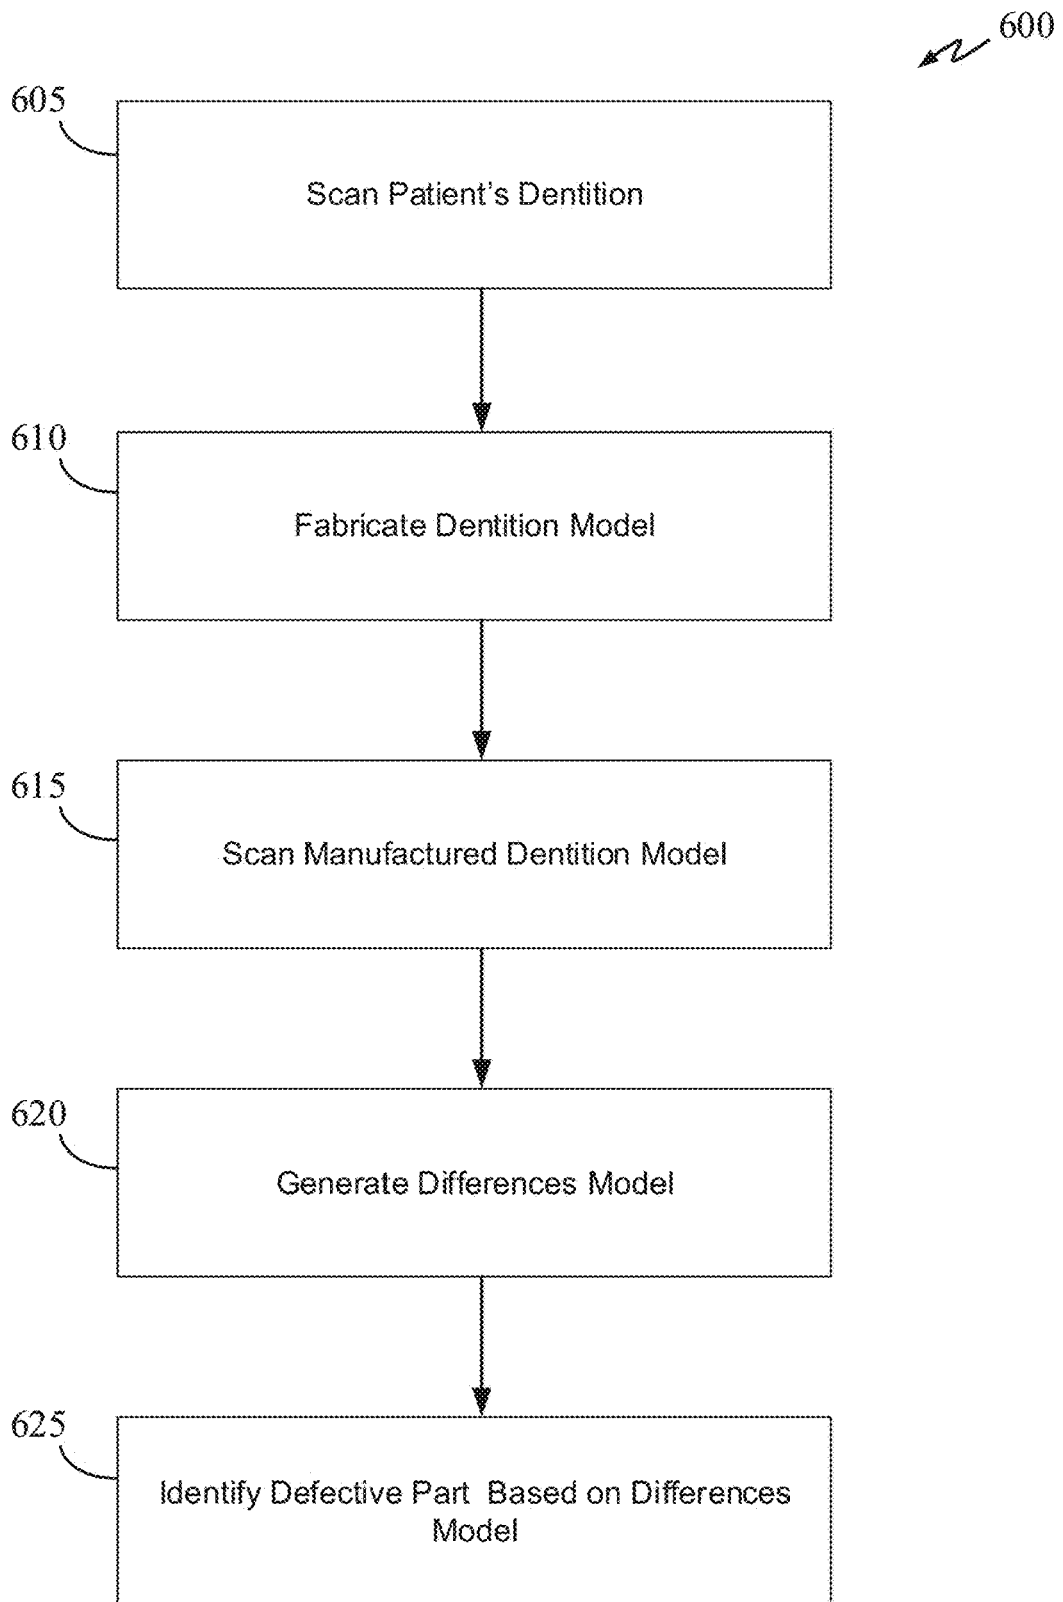 600
605
Scan Patient's Dentition
610
Fabricate Dentition Model
615
Scan Manufactured Dentition Model
620
Generate Differences Model
625
Identify Defective Part Based on Differences
Model